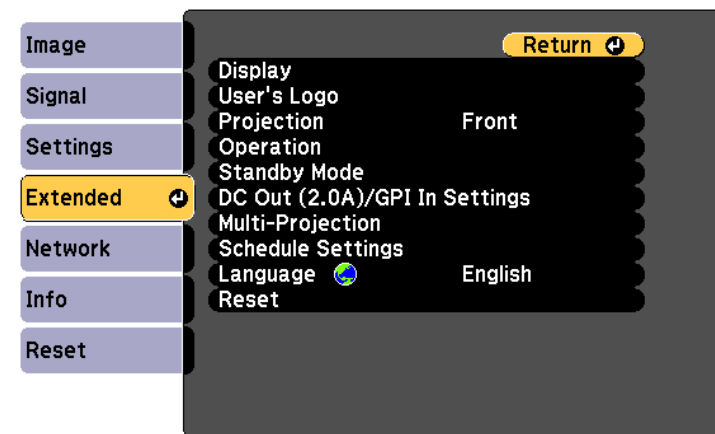 Image
Signal
Settings
Extended
Network
Info
Reset
Return
Display
User's Logo
Projection Front
Operation
Standby Mode
DC Out (2.0A)/GPI In Settings
Multi-Projection
Schedule Settings
Language English
Reset